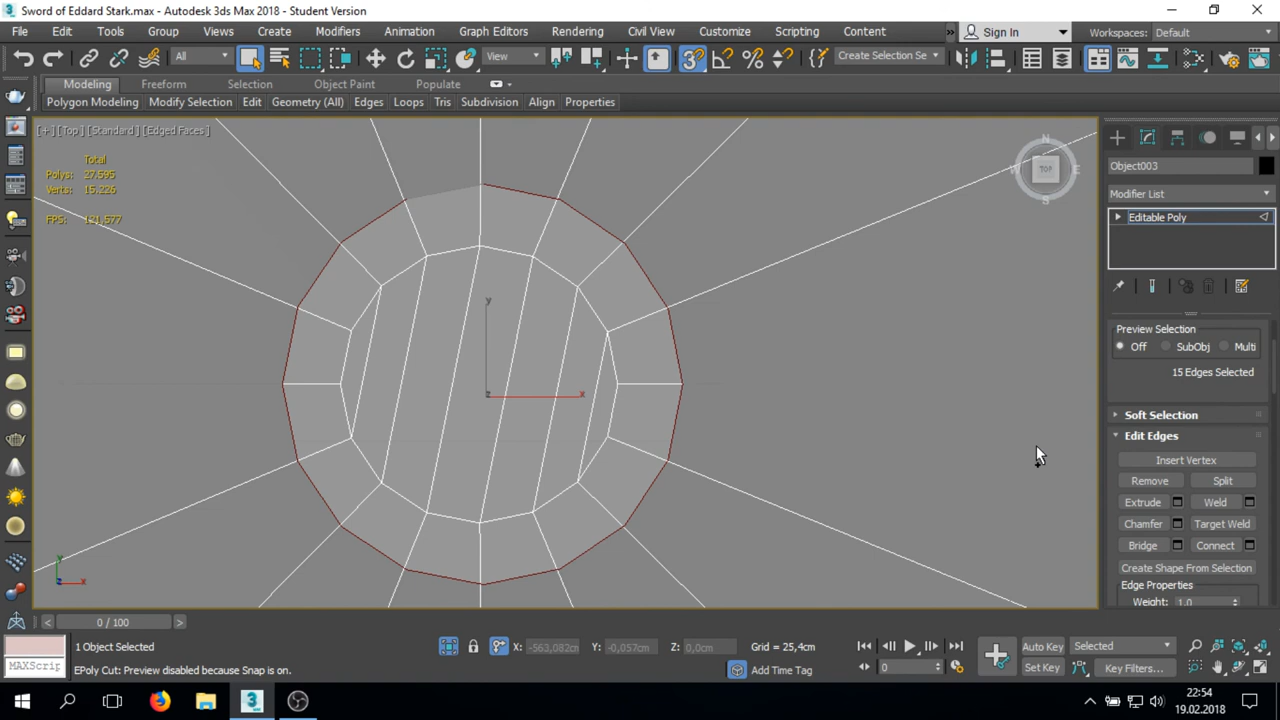 Sword of Eddard Stark.max - Autodesk 3ds Max 2018 - Student Version
File Edit Tools Group Views Create Modifiers Animation Graph Editors Rendering Civil View Customize Scripting Content » Sign In Workspaces: Default
All View Create Selection Se
Modeling Freeform Selection Object Paint Populate
Polygon Modeling Modify Selection Edit Geometry (All) Edges Loops Tris Subdivision Align Properties
[+] [Top] [Standard] [Edged Faces]
Total
Polys: 27.595
Verts: 15.226
FPS: 121,577
N
W TOP E
S
y
z x
y
z x
Object003
Modifier List
Editable Poly
Preview Selection
Off SubObj Multi
15 Edges Selected
Soft Selection
Edit Edges
Insert Vertex
Remove Split
Extrude Weld
Chamfer Target Weld
Bridge Connect
Create Shape From Selection
Edge Properties
Weight: 1,0
< 0 / 100 >
1 Object Selected X: -563,082c Y: -0,057cm Z: 0,0cm Grid = 25,4cm Auto Key Selected
MAXScrip EPoly Cut: Preview disabled because Snap is on. Add Time Tag 0 Set Key Key Filters...
22:54
19.02.2018